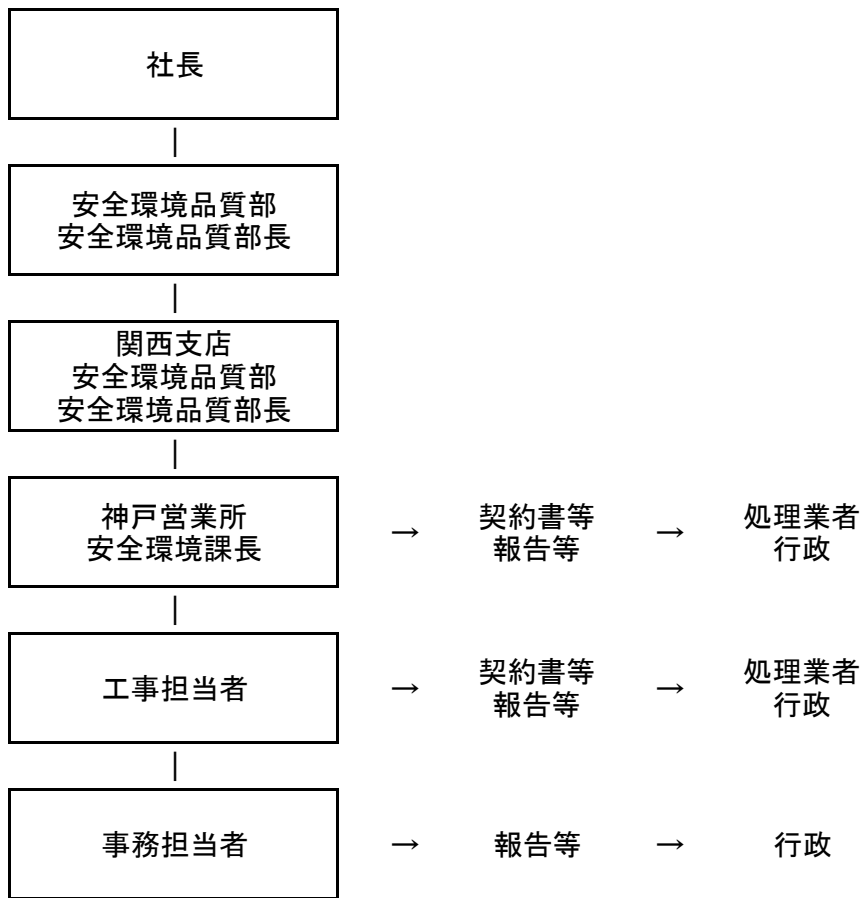 社長
安全環境品質部
安全環境品質部長
関西支店
安全環境品質部
安全環境品質部長
神戸営業所
安全環境課長
→
契約書等
報告等
→
処理業者
行政
工事担当者
→
契約書等
報告等
→
処理業者
行政
事務担当者
→
報告等
→
行政